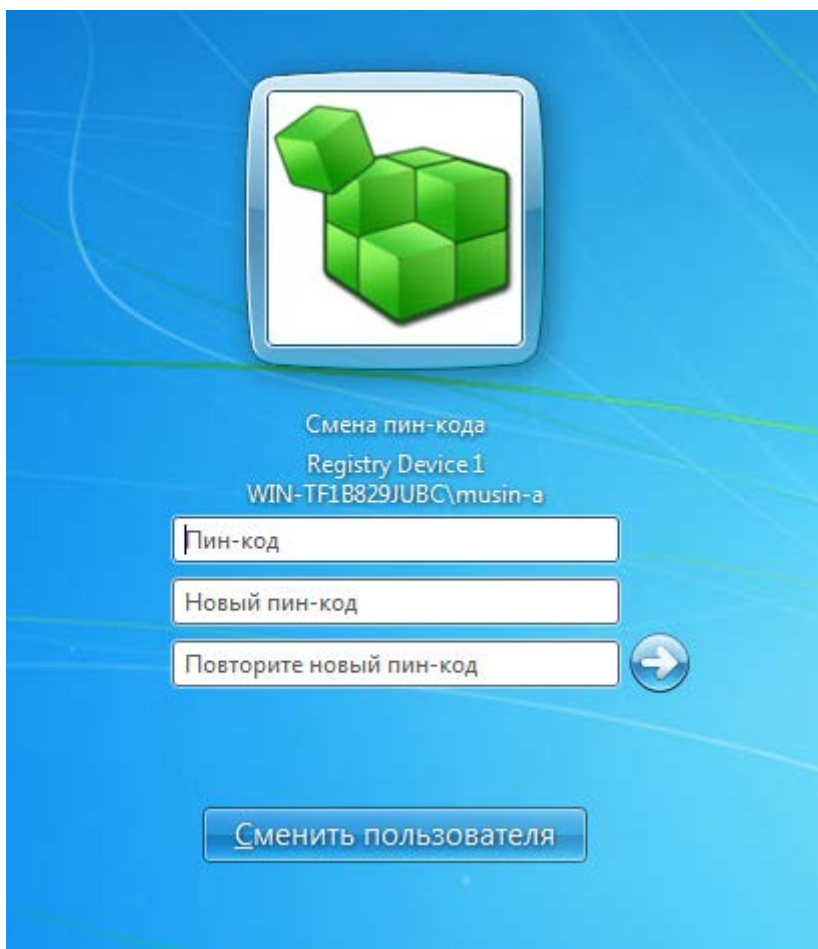 Смена пин-кода
Registry Device 1
WIN-TF1B829JUBC\musin-a
Пин-код
Новый пин-код
Повторите новый пин-код
Сменить пользователя